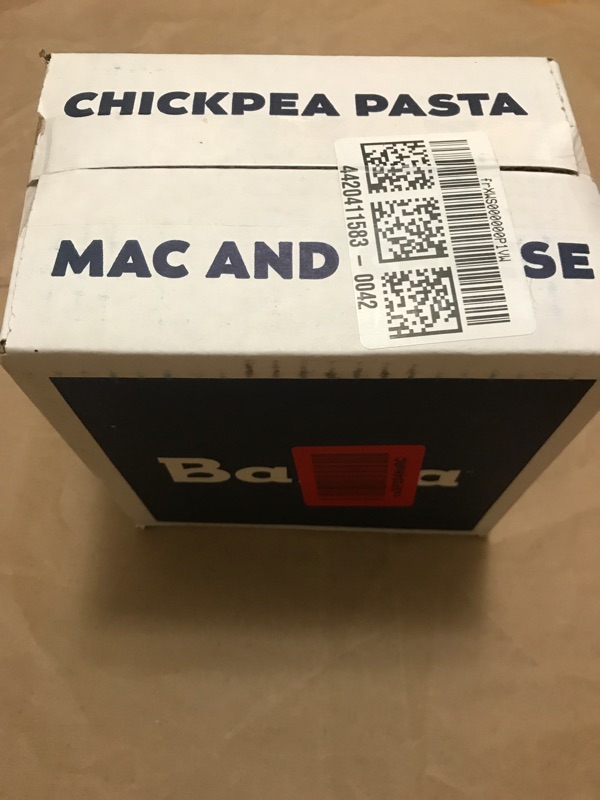 CHICKPEA PASTA
MAC AND SE
4420411583 - 0042
Ba a